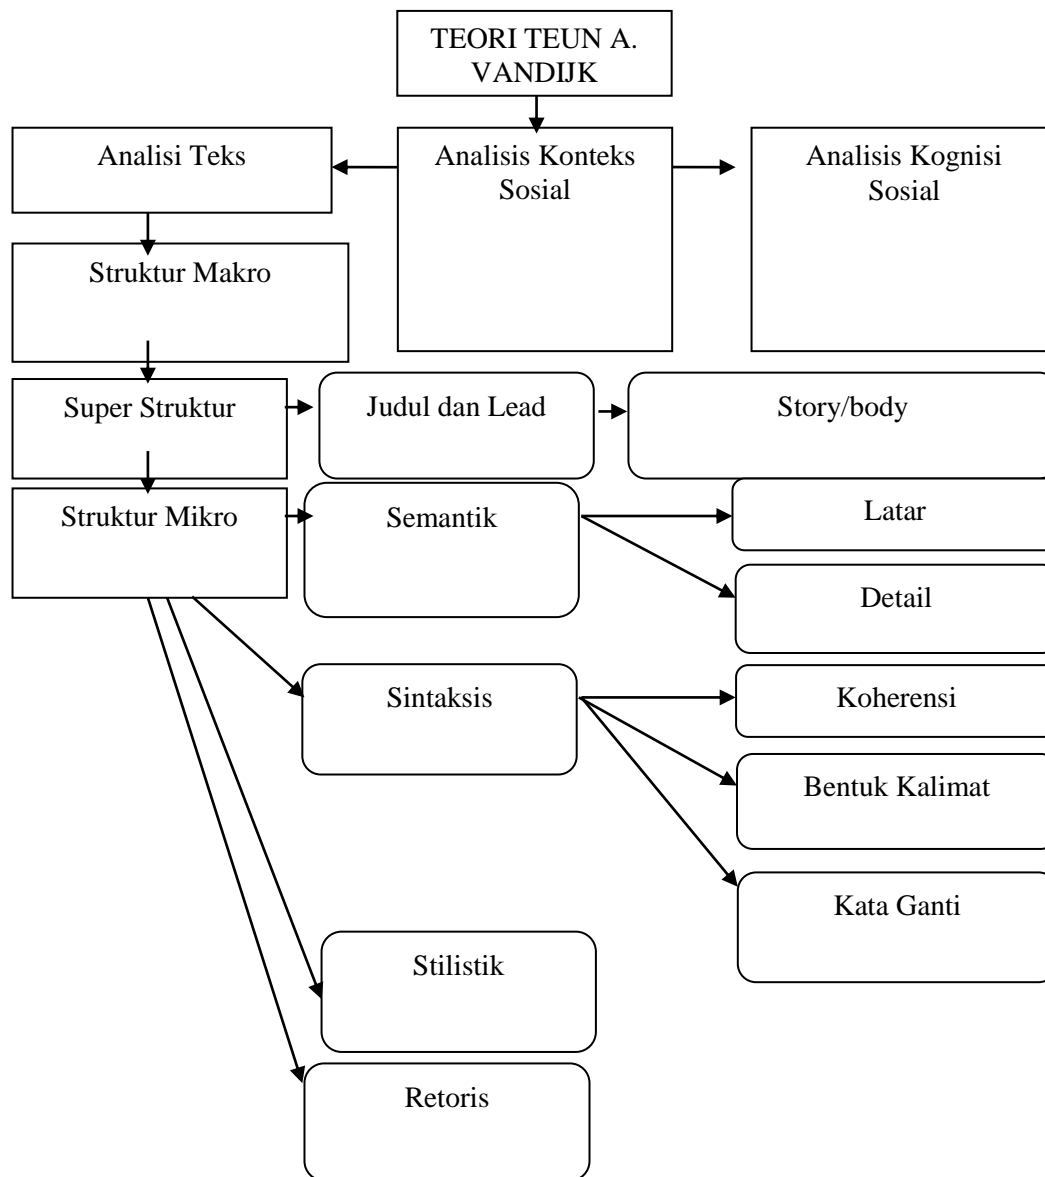 TEORI TEUN A.
VANDIJK
Analisi Teks
Analisis Konteks
Sosial
Analisis Kognisi
Sosial
Struktur Makro
Super Struktur
Judul dan Lead
Story/body
Struktur Mikro
Semantik
Latar
Detail
Sintaksis
Koherensi
Bentuk Kalimat
Kata Ganti
Stilistik
Retoris